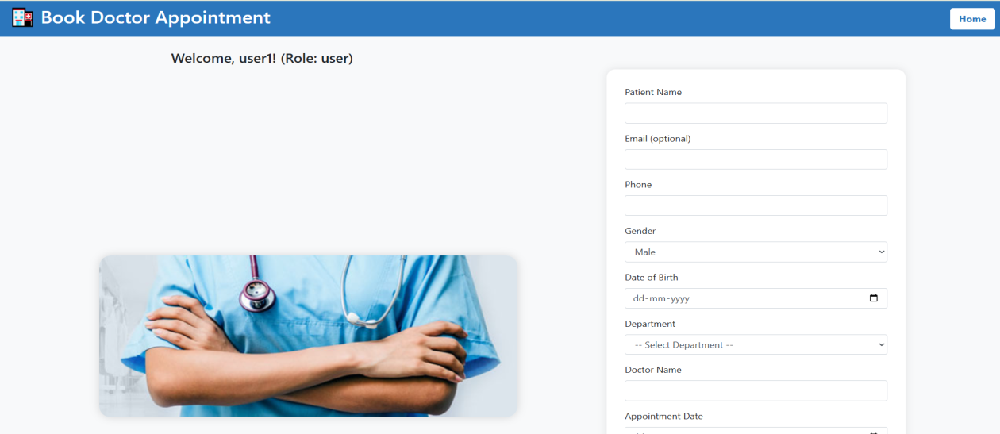 Book Doctor Appointment
Home
Welcome, user1! (Role: user)
Patient Name
Email (optional)
Phone
Gender
Male
Date of Birth
dd-mm-yyyy
Department
-- Select Department --
Doctor Name
Appointment Date